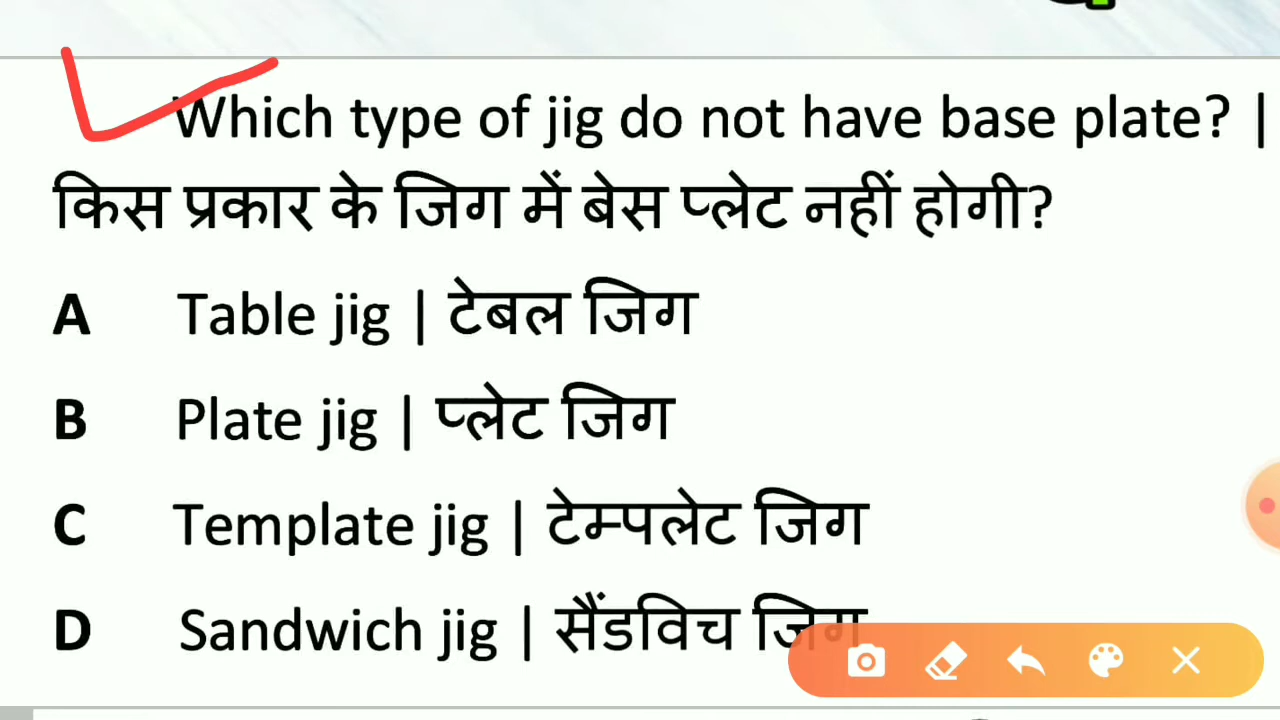 Which type of jig do not have base plate? |
किस प्रकार के जिग में बेस प्लेट नहीं होगी?
A Table jig | टेबल जिग
B Plate jig | प्लेट जिग
C Template jig | टेम्पलेट जिग
D Sandwich jig | सैंडविच जिग